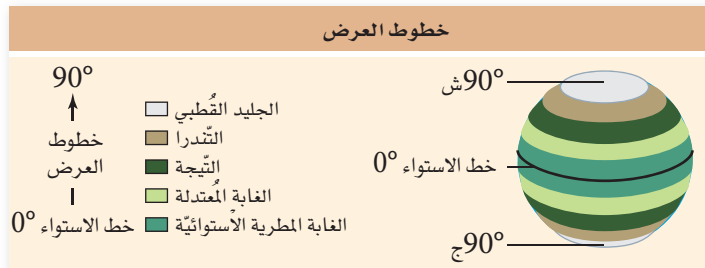 خطوط العرض
90°ش
خط الاستواء 0°
90°ج
الجليد القُطبي
التّندرا
التّيجة
الغابة المُعتدلة
الغابة المطرية الأستوائيّة
90°
خطوط
العرض
خط الاستواء 0°